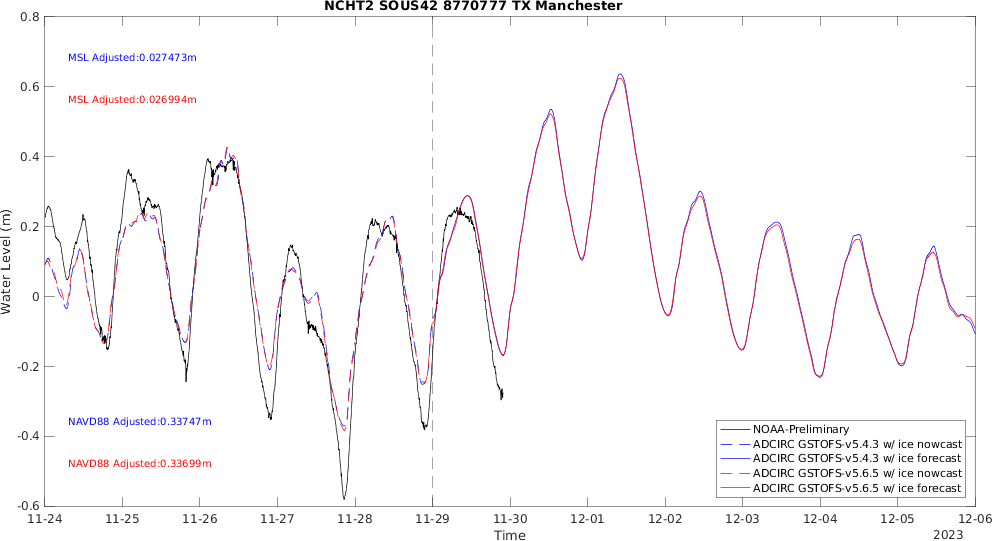 NCHT2 SOUS42 8770777 TX Manchester
0.8
0.6
0.4
0.2
0
-0.2
-0.4
-0.6
Water Level (m)
MSL Adjusted:0.027473m
MSL Adjusted:0.026994m
NAVD88 Adjusted:0.33747m
NAVD88 Adjusted:0.33699m
NOAA-Preliminary
ADCIRC GSTOFS-v5.4.3 w/ ice nowcast
ADCIRC GSTOFS-v5.4.3 w/ ice forecast
ADCIRC GSTOFS-v5.6.5 w/ ice nowcast
ADCIRC GSTOFS-v5.6.5 w/ ice forecast
11-24 11-25 11-26 11-27 11-28 11-29 11-30 12-01 12-02 12-03 12-04 12-05 12-06
Time
2023